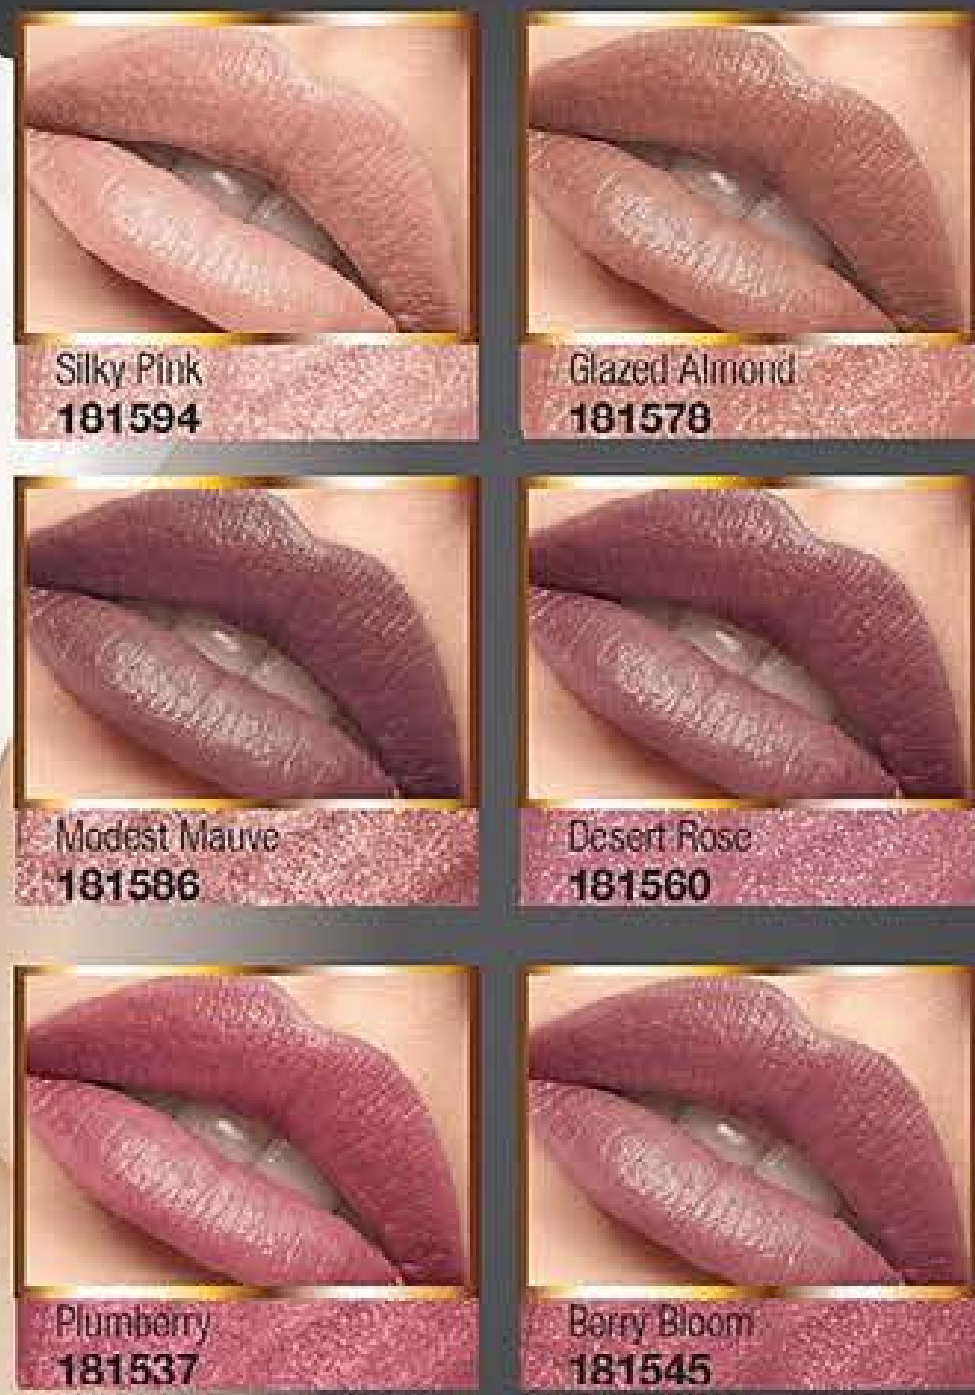 Silky Pink
181594
Glazed Almond
181578
Modest Mauve
181586
Desert Rose
181560
Plumberry
181537
Berry Bloom
181545